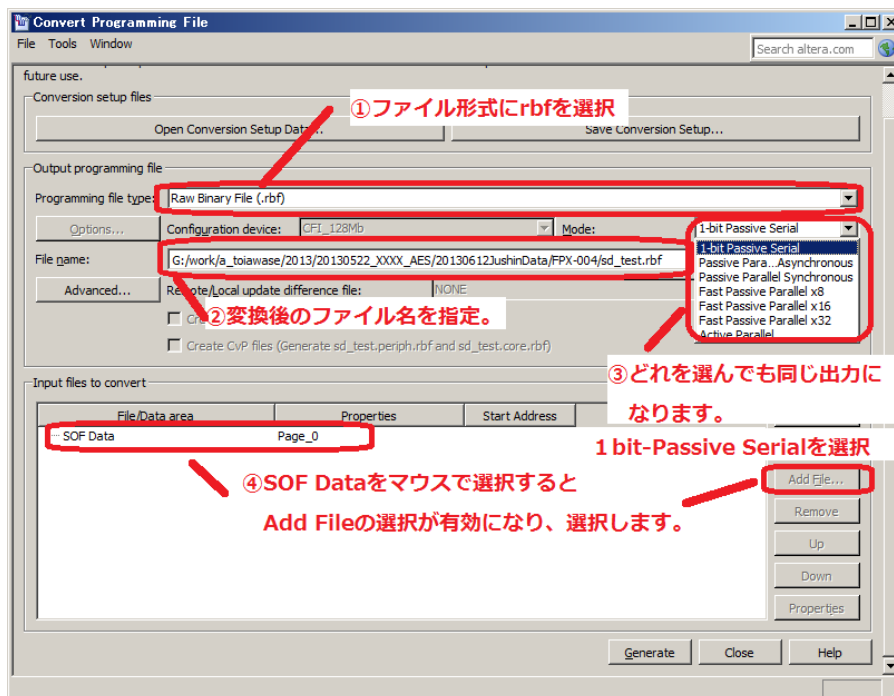 Convert Programming File
File Tools Window
Search altera.com
future use.
Conversion setup files
①ファイル形式にrbfを選択
Open Conversion Setup Data...
Save Conversion Setup...
Output programming file
Programming file type:
Raw Binary File (.rbf)
Options...
Configuration device:
CFI_128Mb
Mode:
1-bit Passive Serial
1-bit Passive Serial
Passive Para...Asynchronous
Passive Parallel Synchronous
Fast Passive Parallel x8
Fast Passive Parallel x16
Fast Passive Parallel x32
Active Parallel
File name:
G:/work/a_toiawase/2013/20130522_XXXX_AES/20130612JushinData/FPX-004/sd_test.rbf
Advanced...
Remote/Local update difference file:
NONE
②変換後のファイル名を指定。
Create CvP files (Generate sd_test.periph.rbf and sd_test.core.rbf)
③どれを選んでも同じ出力に
なります。
1bit-Passive Serialを選択
Input files to convert
File/Data area
Properties
Start Address
SOF Data
Page_0
④SOF Dataをマウスで選択すると
Add Fileの選択が有効になり、選択します。
Add File...
Remove
Up
Down
Properties
Generate
Close
Help